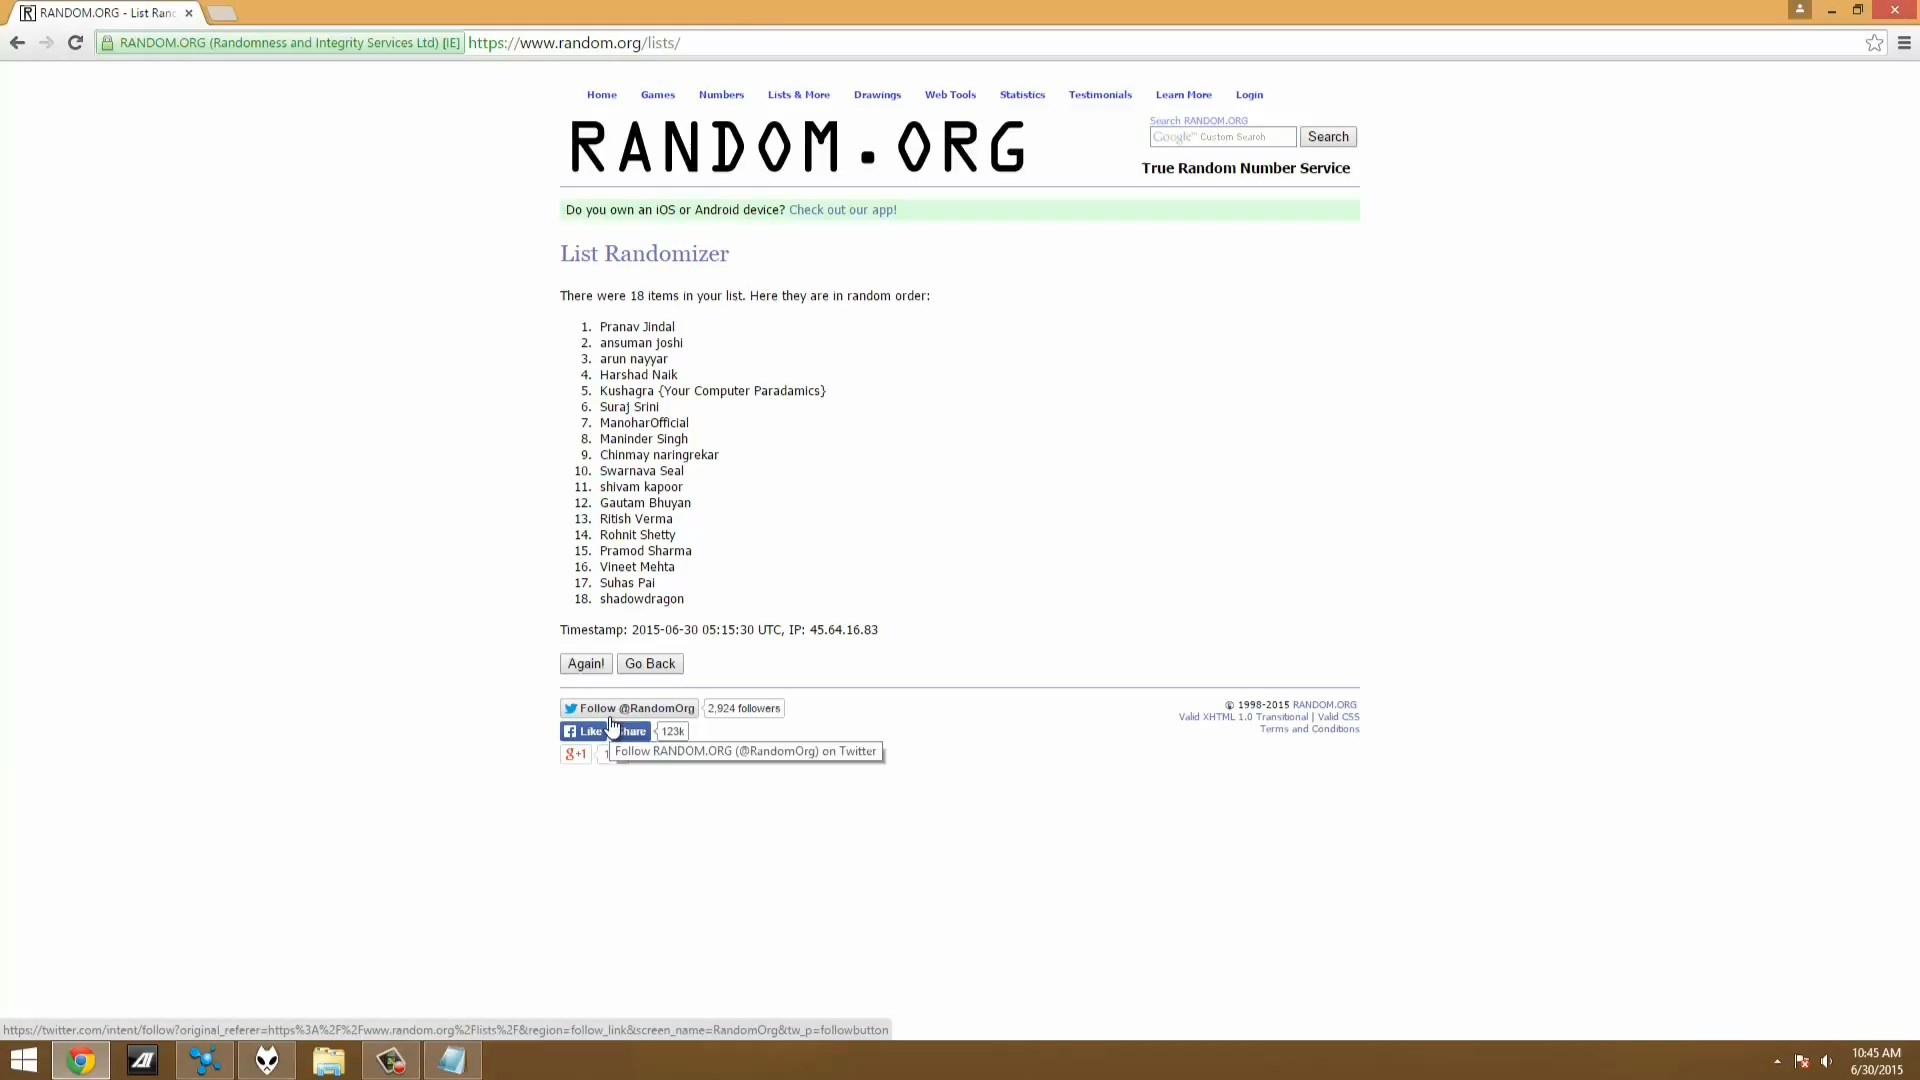 RANDOM.ORG - List Ranc
RANDOM.ORG (Randomness and Integrity Services Ltd) [IE] https://www.random.org/lists/
Home Games Numbers Lists & More Drawings Web Tools Statistics Testimonials Learn More Login
RANDOM.ORG
Search RANDOM.ORG
Google™ Custom Search Search
True Random Number Service
Do you own an iOS or Android device? Check out our app!
List Randomizer
There were 18 items in your list. Here they are in random order:
1. Pranav Jindal
2. ansuman joshi
3. arun nayyar
4. Harshad Naik
5. Kushagra {Your Computer Paradamics}
6. Suraj Srini
7. ManoharOfficial
8. Maninder Singh
9. Chinmay naringrekar
10. Swarnava Seal
11. shivam kapoor
12. Gautam Bhuyan
13. Ritish Verma
14. Rohnit Shetty
15. Pramod Sharma
16. Vineet Mehta
17. Suhas Pai
18. shadowdragon
Timestamp: 2015-06-30 05:15:30 UTC, IP: 45.64.16.83
Again! Go Back
Follow @RandomOrg 2,924 followers
Like 123k
g+1
Follow RANDOM.ORG (@RandomOrg) on Twitter
© 1998-2015 RANDOM.ORG
Valid XHTML 1.0 Transitional | Valid CSS
Terms and Conditions
https://twitter.com/intent/follow?original_referer=https%3A%2F%2Fwww.random.org%2Flists%2F&region=follow_link&screen_name=RandomOrg&tw_p=followbutton
10:45 AM
6/30/2015